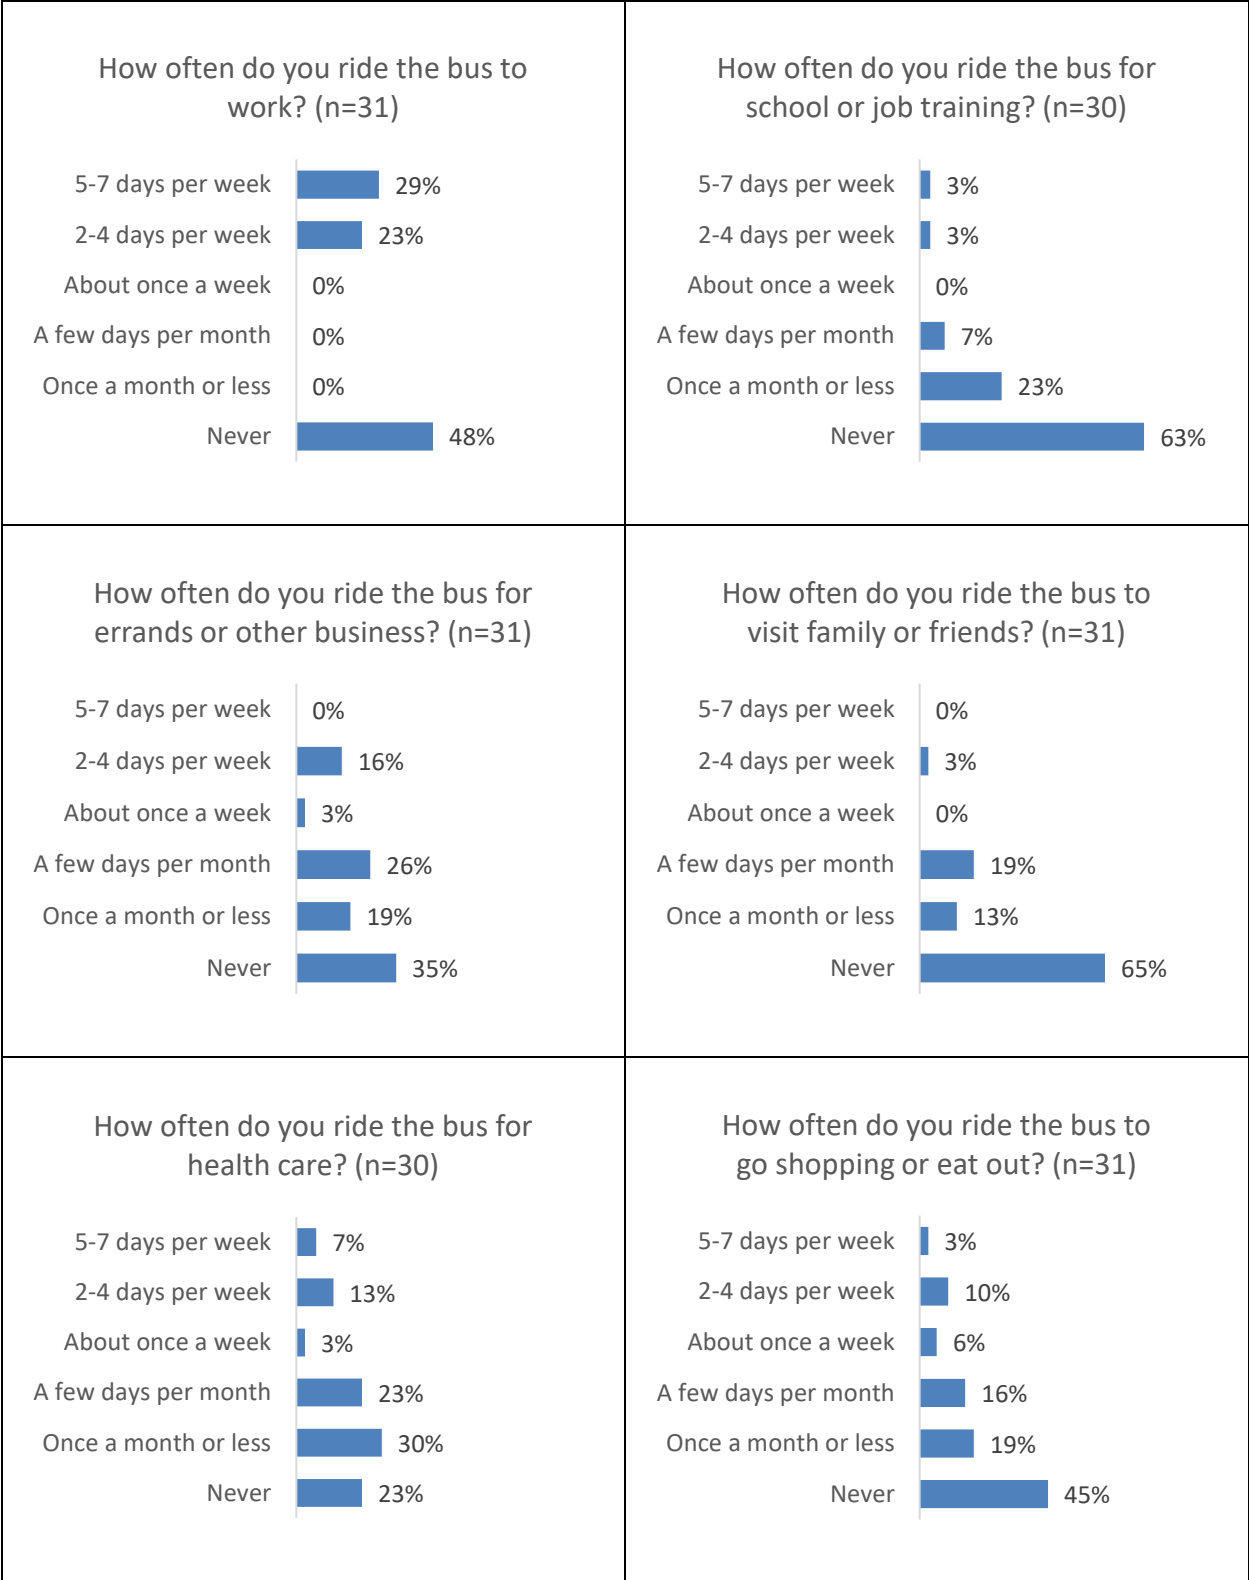 How often do you ride the bus to
work? (n=31)
5-7 days per week 29%
2-4 days per week 23%
About once a week 0%
A few days per month 0%
Once a month or less 0%
Never 48%
How often do you ride the bus for
school or job training? (n=30)
5-7 days per week 3%
2-4 days per week 3%
About once a week 0%
A few days per month 7%
Once a month or less 23%
Never 63%
How often do you ride the bus for
errands or other business? (n=31)
5-7 days per week 0%
2-4 days per week 16%
About once a week 3%
A few days per month 26%
Once a month or less 19%
Never 35%
How often do you ride the bus to
visit family or friends? (n=31)
5-7 days per week 0%
2-4 days per week 3%
About once a week 0%
A few days per month 19%
Once a month or less 13%
Never 65%
How often do you ride the bus for
health care? (n=30)
5-7 days per week 7%
2-4 days per week 13%
About once a week 3%
A few days per month 23%
Once a month or less 30%
Never 23%
How often do you ride the bus to
go shopping or eat out? (n=31)
5-7 days per week 3%
2-4 days per week 10%
About once a week 6%
A few days per month 16%
Once a month or less 19%
Never 45%